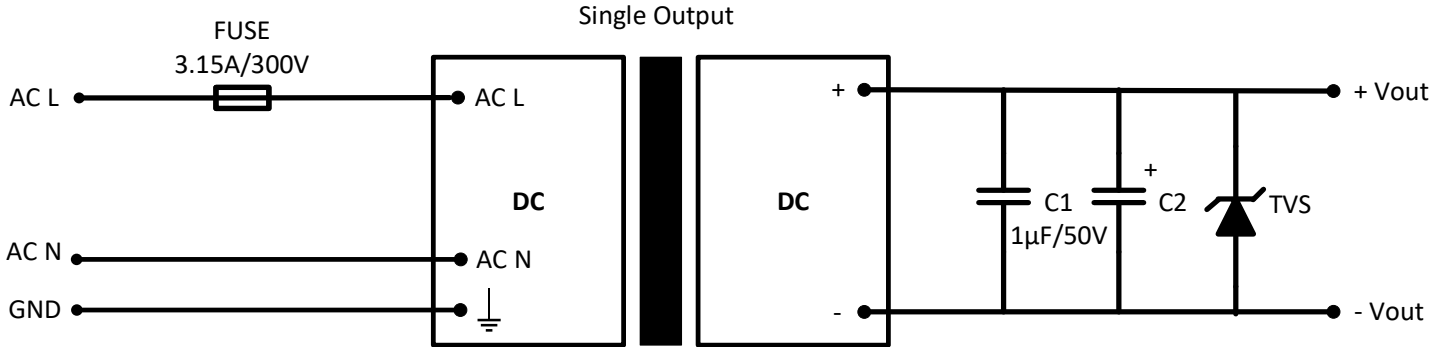 Single Output
FUSE
3.15A/300V
AC L
AC L
+
+ Vout
DC
DC
+
C1
1µF/50V
C2
TVS
AC N
AC N
GND
-
- Vout